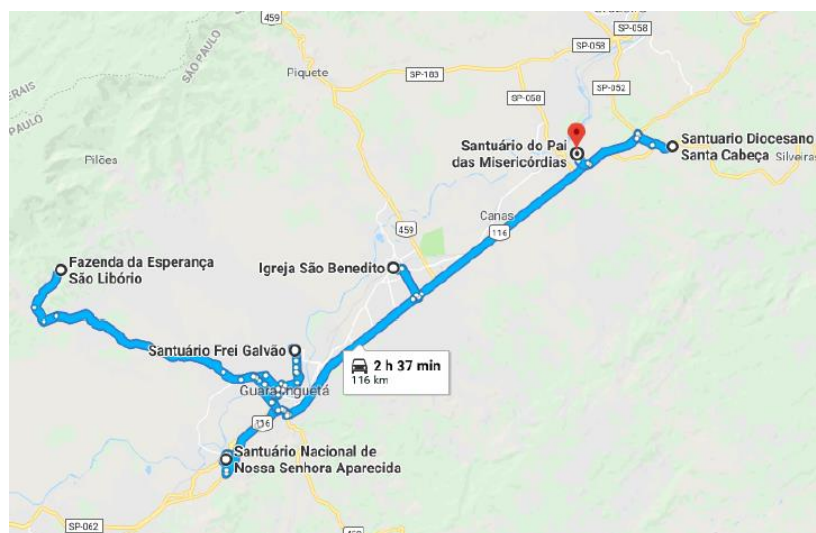 459
SP-058
SP-058
SÃO PAULO
Piquete
SP-183
SP-058
SP-052
PAULO
Pilões
Santuário do Pai
das Misericórdias
Santuario Diocesano
Santa Cabeça
Silveiras
Canas
116
459
Fazenda da Esperança
São Libório
Igreja São Benedito
Santuário Frei Galvão
2 h 37 min
116 km
Guaratinguetá
116
Santuário Nacional de
Nossa Senhora Aparecida
SP-062
459